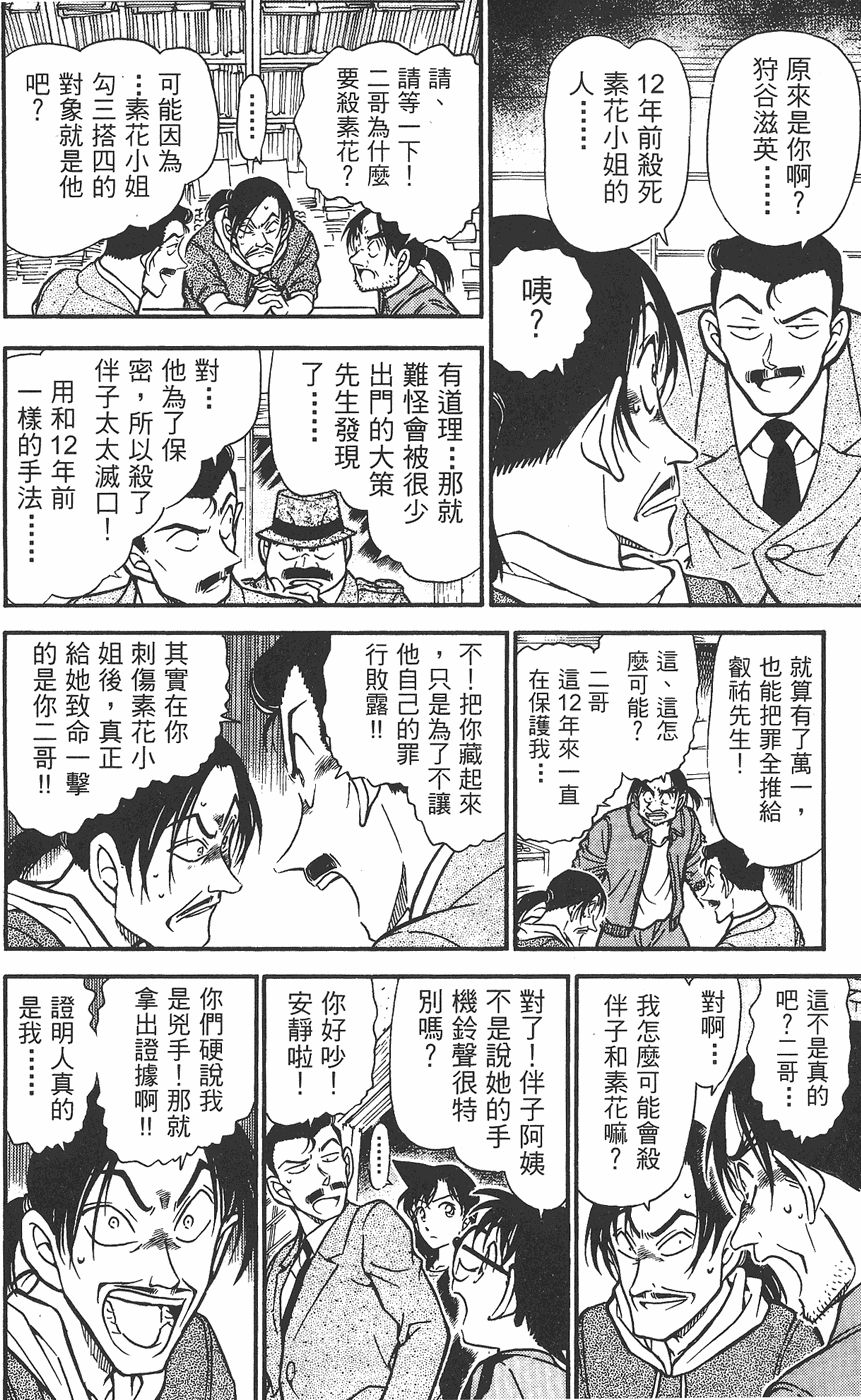 原來是你啊?
狩谷滋英……
12年前殺死
素花小姐的
人……
咦?
請、
請等一下!
二哥為什麼
要殺素花?
……
可能因為
…素花小姐
勾三搭四的
對象就是他
吧?
有道理…那就
難怪會被很少
出門的大策
先生發現
了……
對…
他為了保
密,所以殺了
伴子太太滅口!
用和12年前
一樣的手法……
就算有了萬一,
也能把罪全推給
叡祐先生!
這、這怎
麼可能?
二哥
這12年來一直
在保護我…
不!把你藏起來
,只是為了不讓
他自己的罪
行敗露!!
其實在你
刺傷素花小
姐後,真正
給她致命一擊
的是你二哥!!
這不是真的
吧?二哥…
對啊…
我怎麼可能會殺
伴子和素花嘛?
對了!伴子阿姨
不是說她的手
機鈴聲很特
別嗎?
……
你好吵!
安靜啦!
你們硬說我
是兇手!那就
拿出證據啊!!
證明人真的
是我……